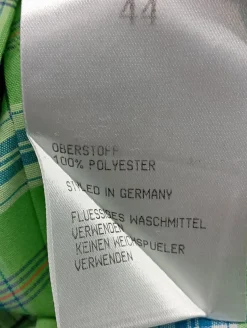 44
OBERSTOFF
100% POLYESTER
STYLED IN GERMANY
FLUESSIGES WASCHMITTEL
VERWENDEN
KEINEN WEICHSPUELER
VERWENDEN